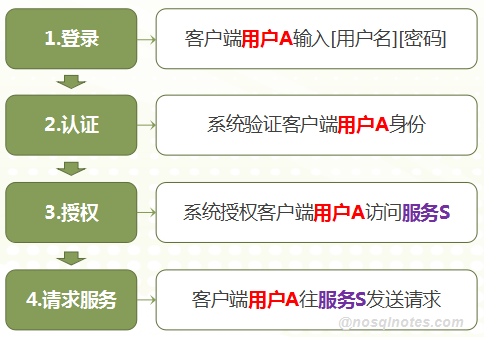 1.登录
客户端用户A输入[用户名][密码]
2.认证
系统验证客户端用户A身份
3.授权
系统授权客户端用户A访问服务S
4.请求服务
客户端用户A往服务S发送请求
@nosqlnotes.com